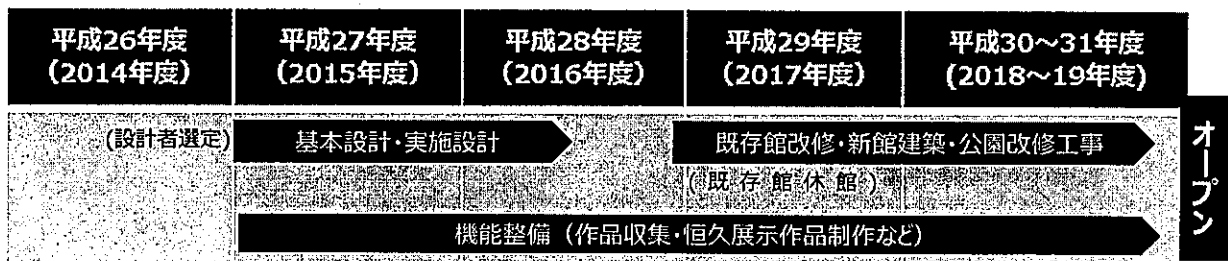 平成26年度
(2014年度)
平成27年度
(2015年度)
平成28年度
(2016年度)
平成29年度
(2017年度)
平成30～31年度
(2018～19年度)
オープン
(設計者選定)
基本設計・実施設計
既存館改修・新館建築・公園改修工事
(既存館休館)
機能整備（作品収集・恒久展示作品制作など）